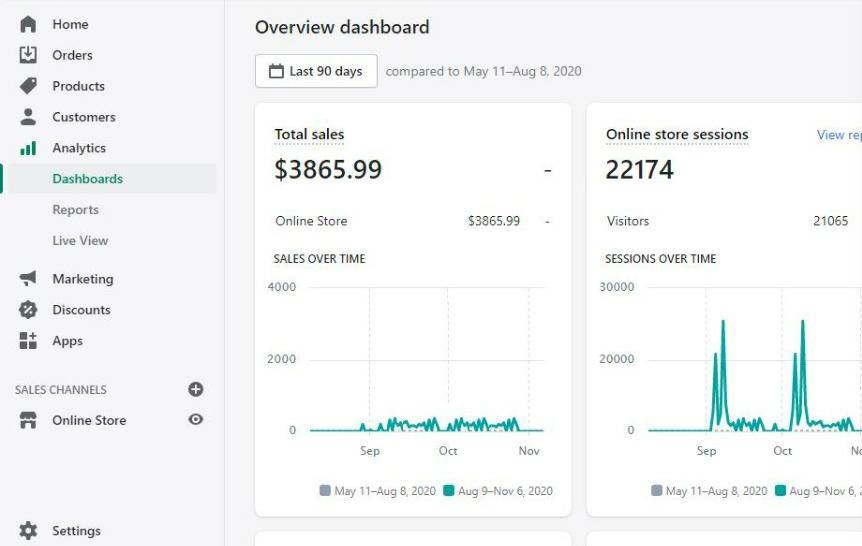 Home
Orders
Products
Customers
Analytics
Dashboards
Reports
Live View
Marketing
Discounts
Apps
SALES CHANNELS
Online Store
Settings
Overview dashboard
Last 90 days compared to May 11–Aug 8, 2020
Total sales
$3865.99 -
Online Store $3865.99 -
SALES OVER TIME
4000
2000
0
Sep Oct Nov
May 11–Aug 8, 2020 Aug 9–Nov 6, 2020
Online store sessions View rep
22174
Visitors 21065
SESSIONS OVER TIME
30000
20000
0
Sep Oct No
May 11–Aug 8, 2020 Aug 9–Nov 6, 2